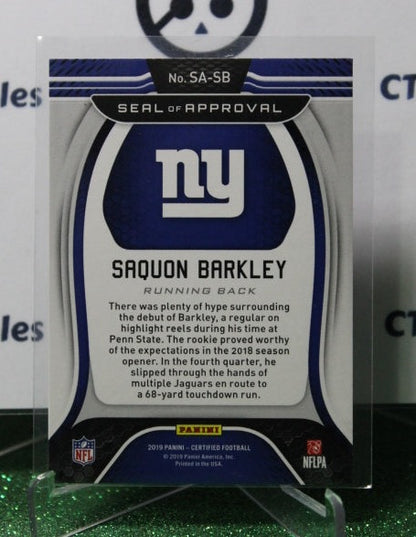 No. SA-SB
SEAL OF APPROVAL
ny
SAQUON BARKLEY
RUNNING BACK
There was plenty of hype surrounding
the debut of Barkley, a regular on
highlight reels during his time at
Penn State. The rookie proved worthy
of the expectations in the 2018 season
opener. In the fourth quarter, he
slipped through the hands of
multiple Jaguars en route to
a 68-yard touchdown run.
PANINI
NFL
2019 PANINI – CERTIFIED FOOTBALL
© 2019 Panini America, Inc.
Printed in the USA.
NFLPA
les
CT
les
CT